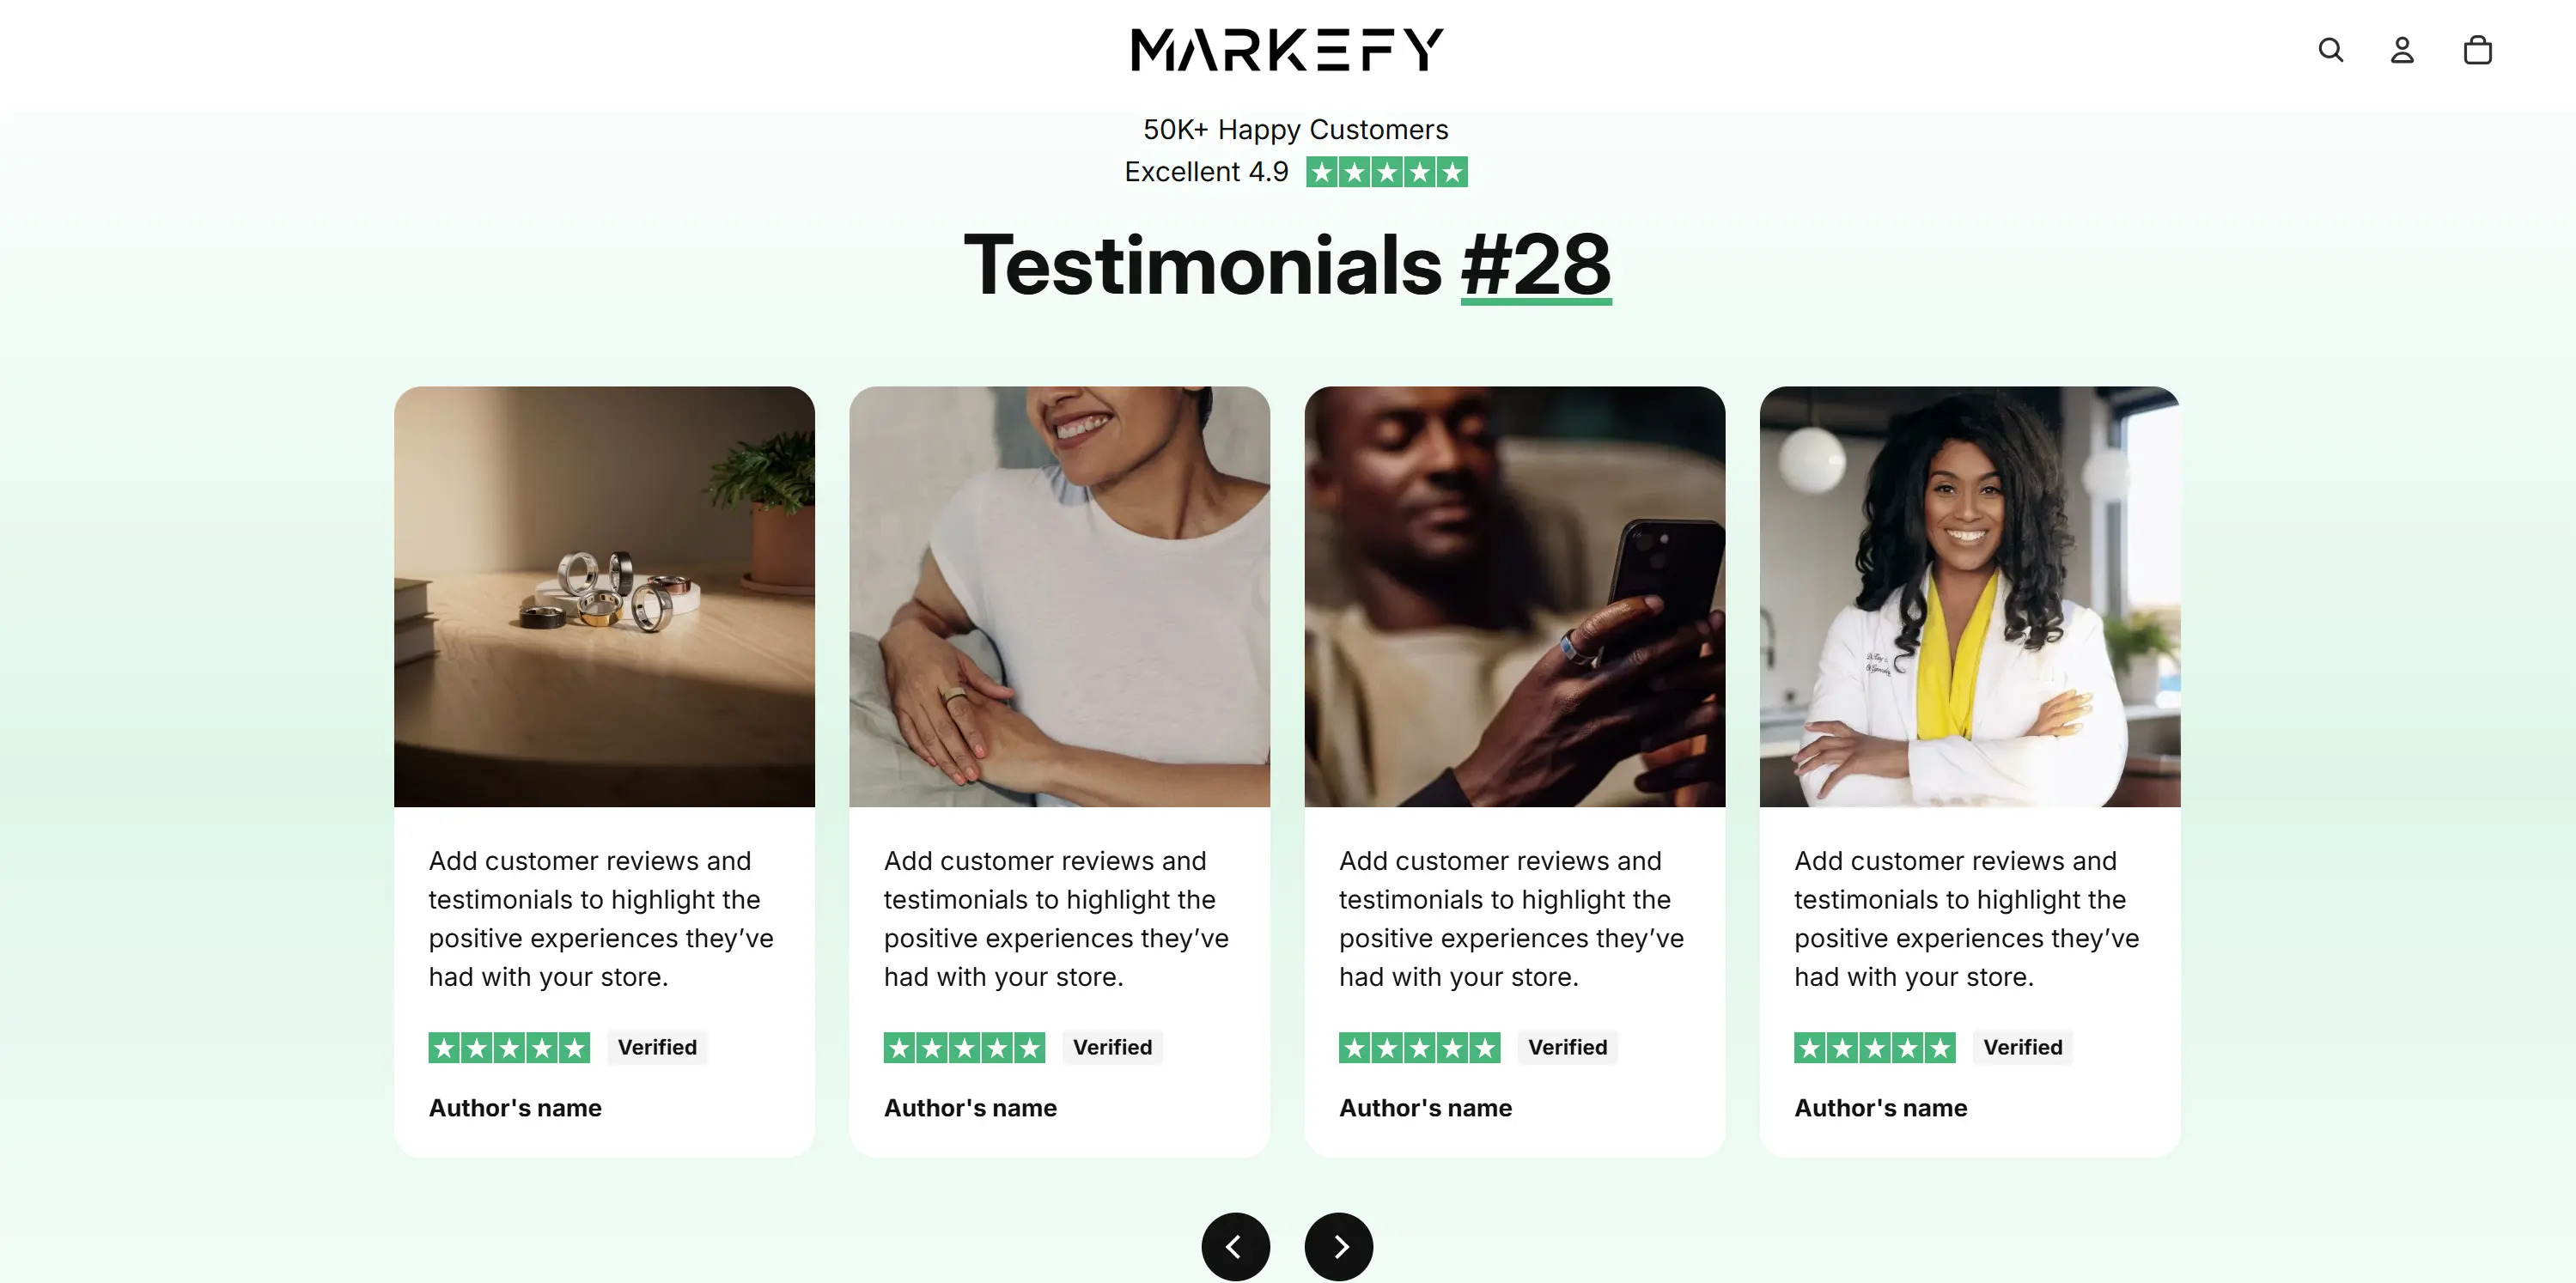 MARKEFY
50K+ Happy Customers
Excellent 4.9
Testimonials #28
Add customer reviews and
testimonials to highlight the
positive experiences they’ve
had with your store.
Verified
Author's name
Add customer reviews and
testimonials to highlight the
positive experiences they’ve
had with your store.
Verified
Author's name
Add customer reviews and
testimonials to highlight the
positive experiences they’ve
had with your store.
Verified
Author's name
Add customer reviews and
testimonials to highlight the
positive experiences they’ve
had with your store.
Verified
Author's name